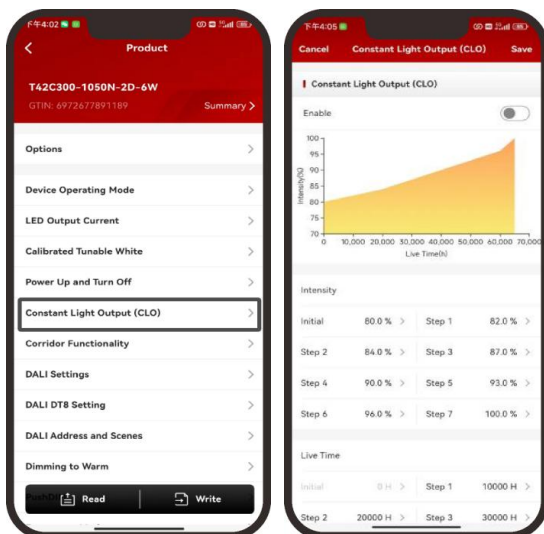 下午4:02
Product
T42C300-1050N-2D-6W
GTIN: 6972677891189 Summary
Options
Device Operating Mode
LED Output Current
Calibrated Tunable White
Power Up and Turn Off
Constant Light Output (CLO)
Corridor Functionality
DALI Settings
DALI DT8 Setting
DALI Address and Scenes
Dimming to Warm
Read Write
下午4:05
Cancel Constant Light Output (CLO) Save
Constant Light Output (CLO)
Enable
Intensity(%)
100
95
90
85
80
75
70
0 10,000 20,000 30,000 40,000 50,000 60,000 70,000
Live Time(h)
Intensity
Initial 80.0 % Step 1 82.0 %
Step 2 84.0 % Step 3 87.0 %
Step 4 90.0 % Step 5 93.0 %
Step 6 96.0 % Step 7 100.0 %
Live Time
Initial 0 H Step 1 10000 H
Step 2 20000 H Step 3 30000 H